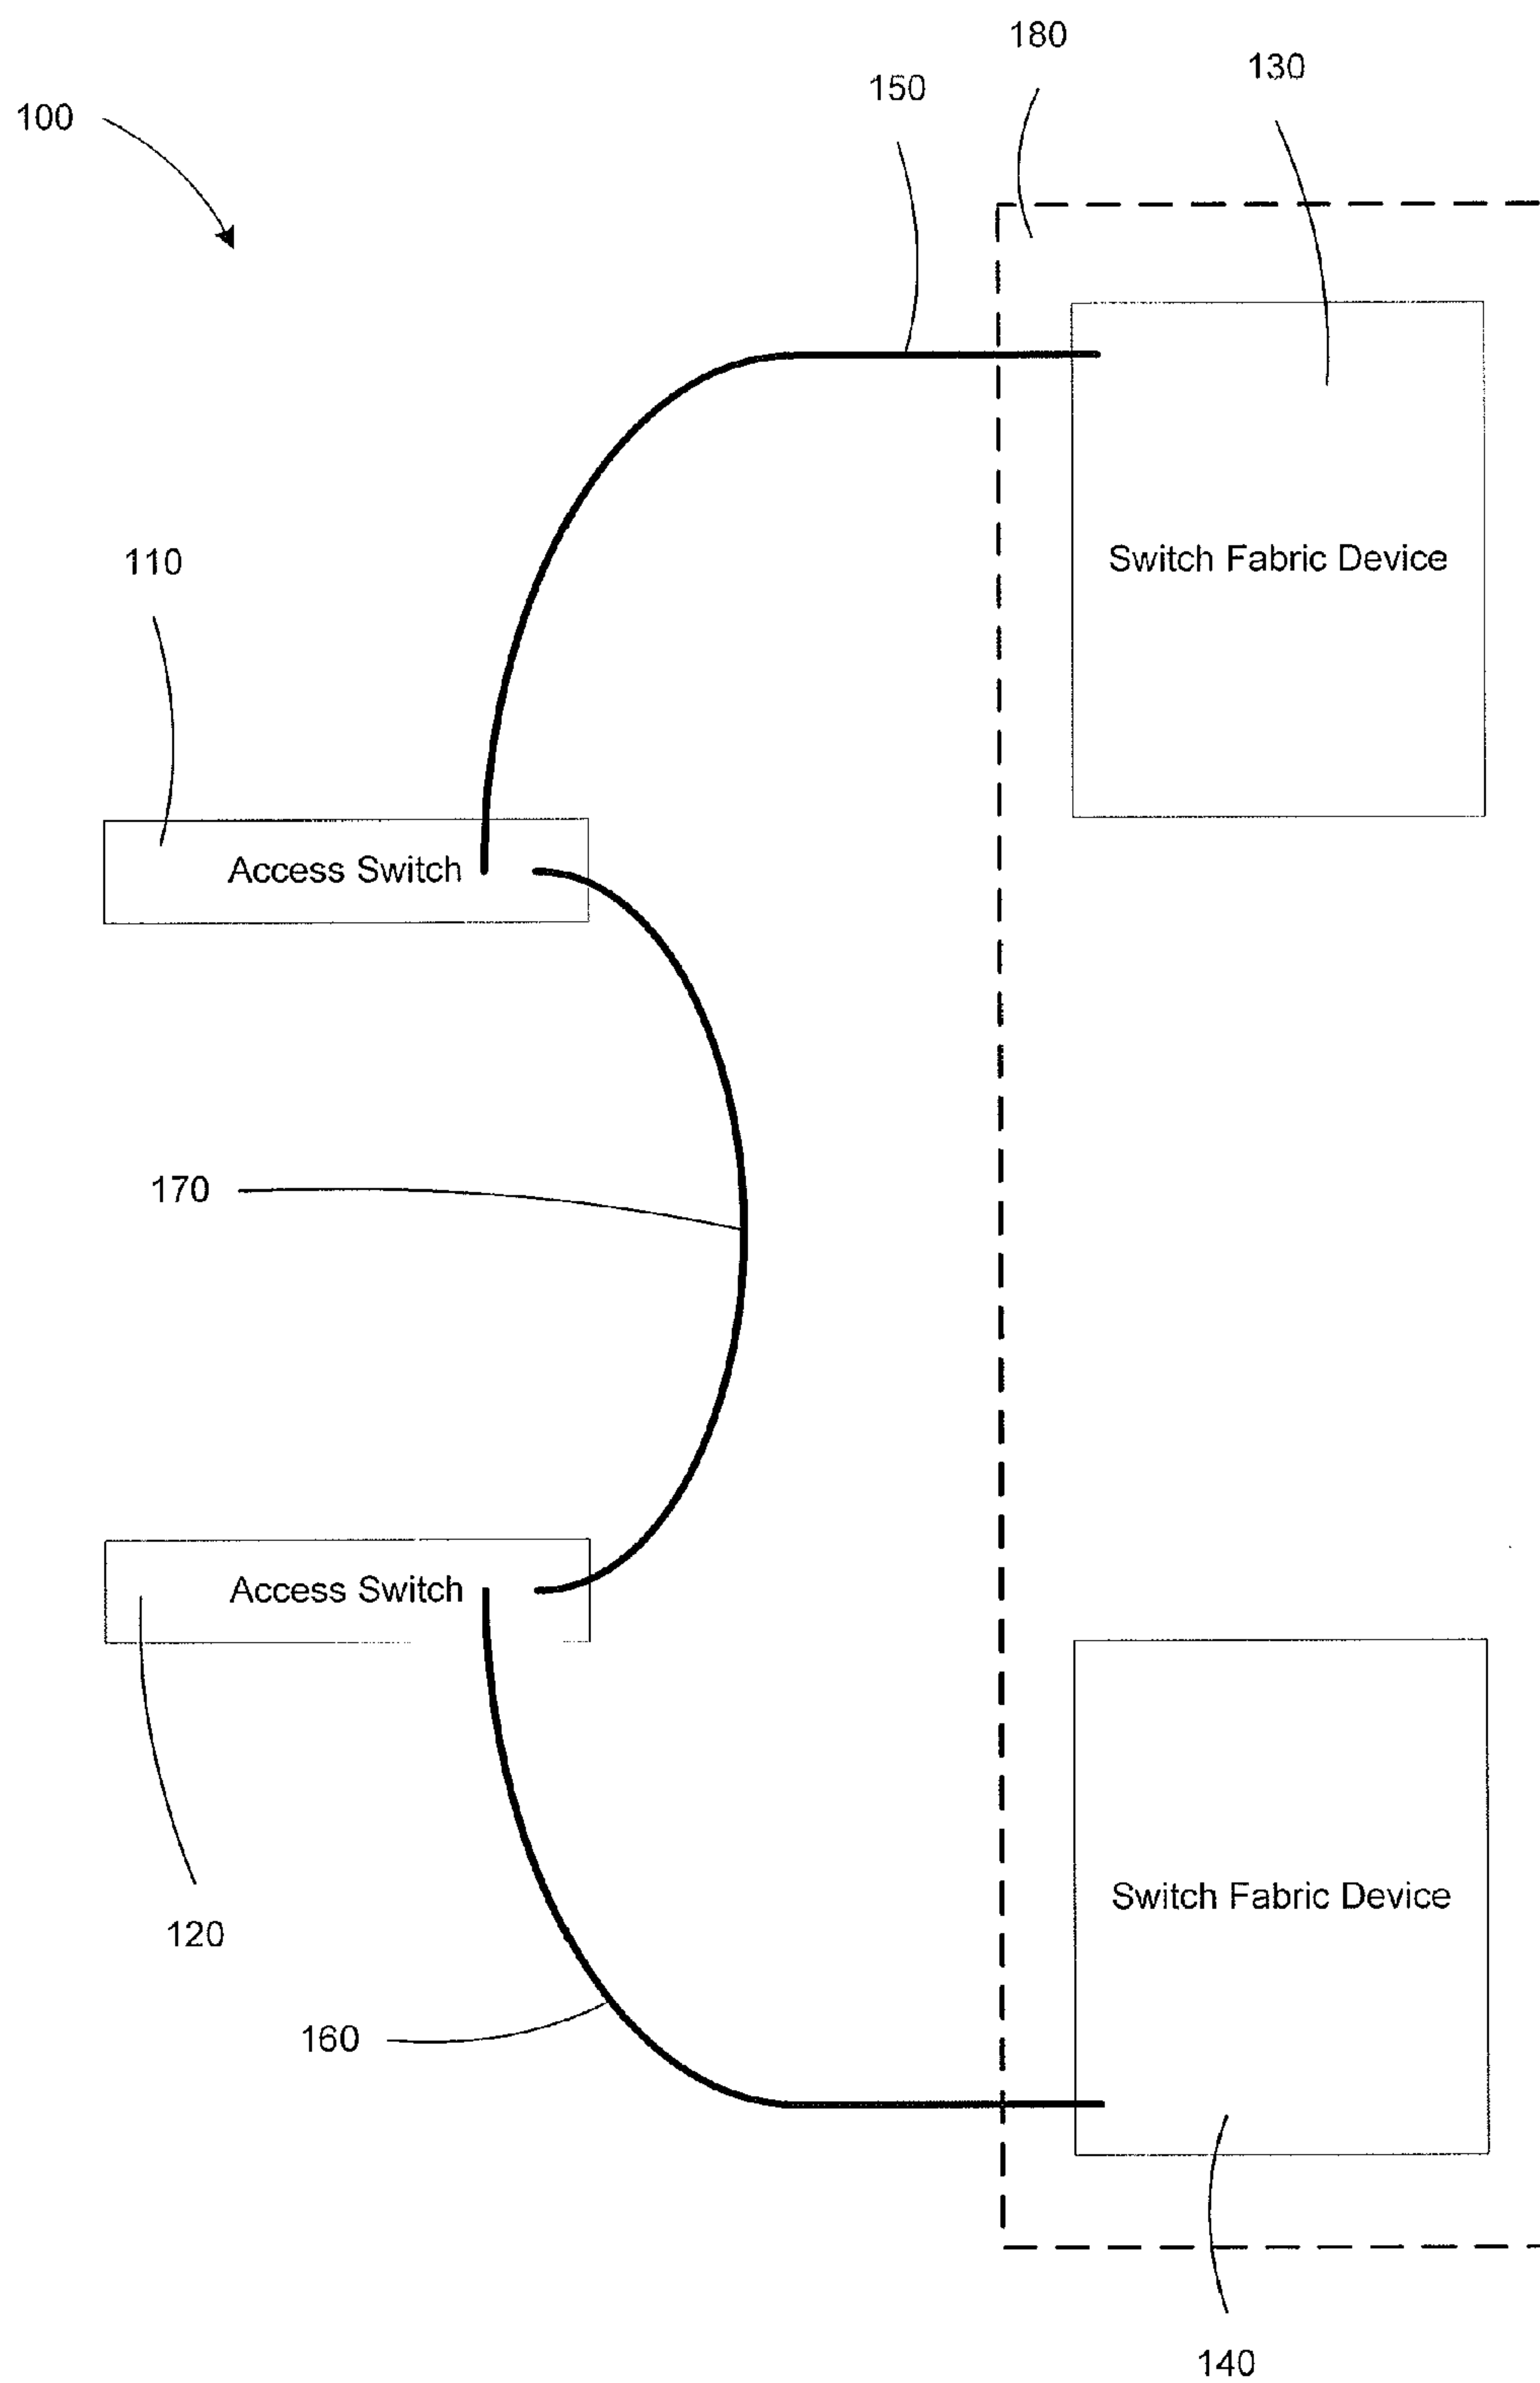 180
130
150
100
Switch Fabric Device
110
Access Switch
170
Access Switch
Switch Fabric Device
120
160
140